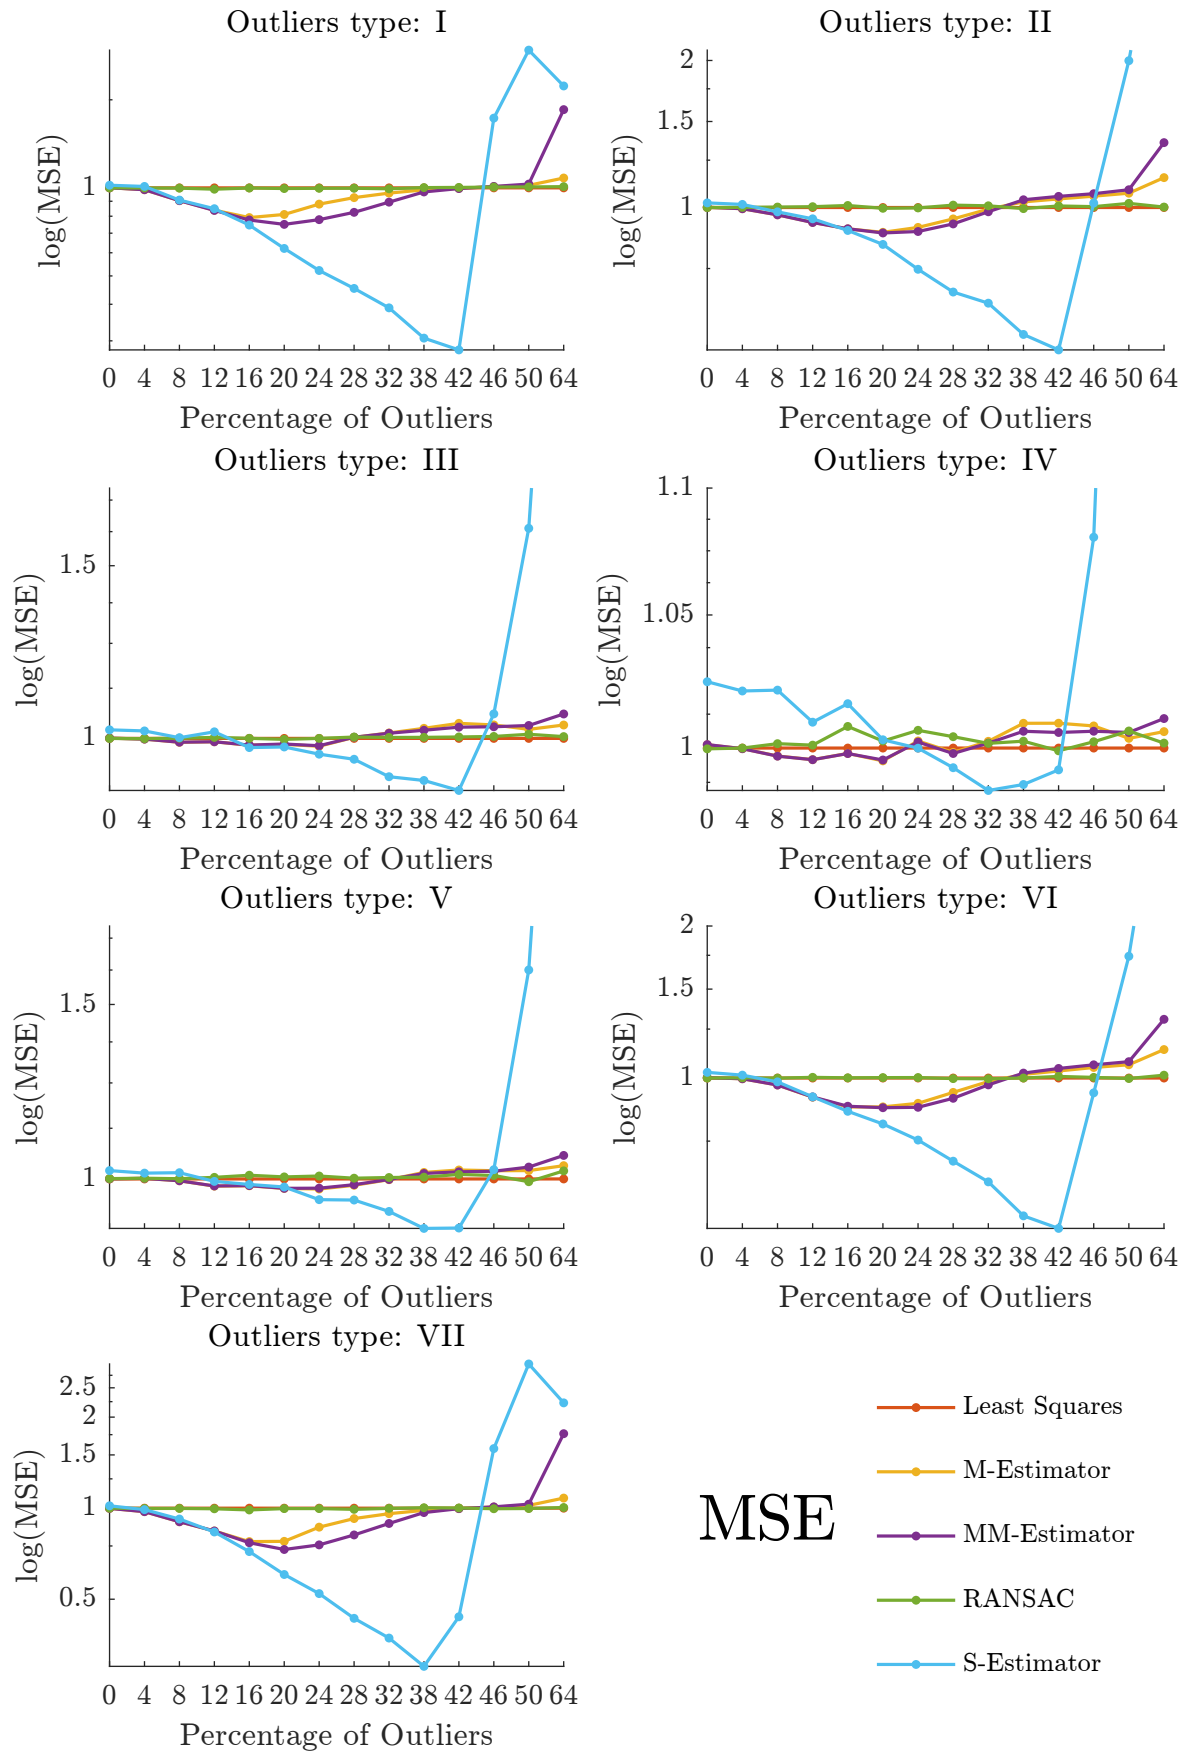 Outliers type: I
log(MSE)
1
0 4 8 12 16 20 24 28 32 38 42 46 50 64
Percentage of Outliers
Outliers type: II
log(MSE)
2
1.5
1
0 4 8 12 16 20 24 28 32 38 42 46 50 64
Percentage of Outliers
Outliers type: III
log(MSE)
1.5
1
0 4 8 12 16 20 24 28 32 38 42 46 50 64
Percentage of Outliers
Outliers type: IV
log(MSE)
1.1
1.05
1
0 4 8 12 16 20 24 28 32 38 42 46 50 64
Percentage of Outliers
Outliers type: V
log(MSE)
1.5
1
0 4 8 12 16 20 24 28 32 38 42 46 50 64
Percentage of Outliers
Outliers type: VI
log(MSE)
2
1.5
1
0 4 8 12 16 20 24 28 32 38 42 46 50 64
Percentage of Outliers
Outliers type: VII
log(MSE)
2.5
2
1.5
1
0.5
0 4 8 12 16 20 24 28 32 38 42 46 50 64
Percentage of Outliers
MSE
Least Squares
M-Estimator
MM-Estimator
RANSAC
S-Estimator